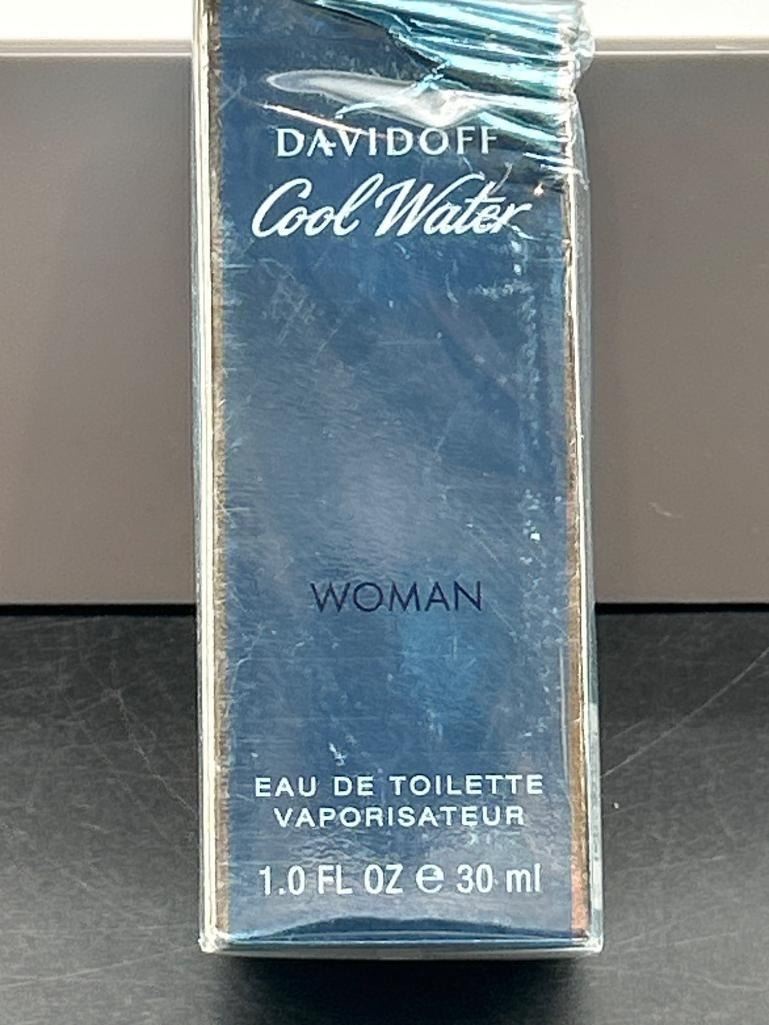 DAVIDOFF
Cool Water
WOMAN
EAU DE TOILETTE
VAPORISATEUR
1.0 FL OZ ℮ 30 ml